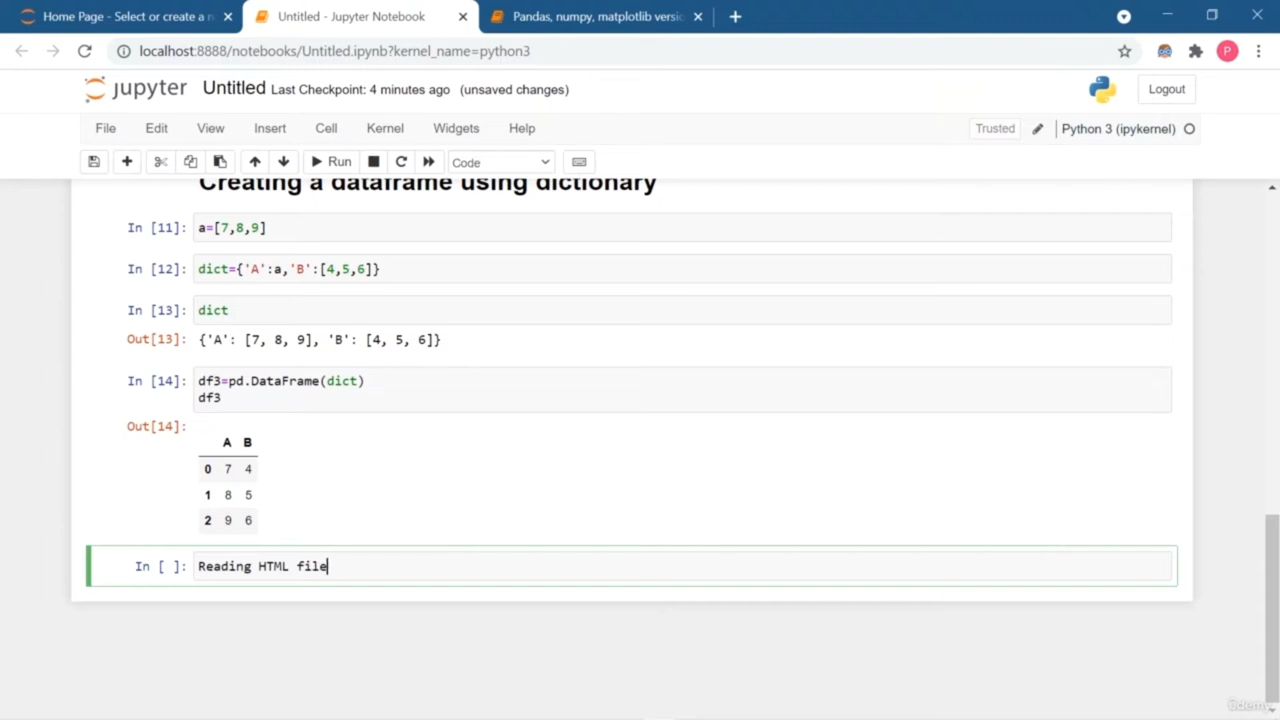 Home Page - Select or create a n
Untitled - Jupyter Notebook
Pandas, numpy, matplotlib versi
localhost:8888/notebooks/Untitled.ipynb?kernel_name=python3
P
jupyter Untitled Last Checkpoint: 4 minutes ago (unsaved changes)
Logout
File Edit View Insert Cell Kernel Widgets Help
Trusted
Python 3 (ipykernel)
Run
Code
Creating a dataframe using dictionary
In [11]: a=[7,8,9]
In [12]: dict={'A':a,'B':[4,5,6]}
In [13]: dict
Out[13]: {'A': [7, 8, 9], 'B': [4, 5, 6]}
In [14]: df3=pd.DataFrame(dict)
df3
Out[14]:
A B
0 7 4
1 8 5
2 9 6
In [ ]: Reading HTML file
ûdemy